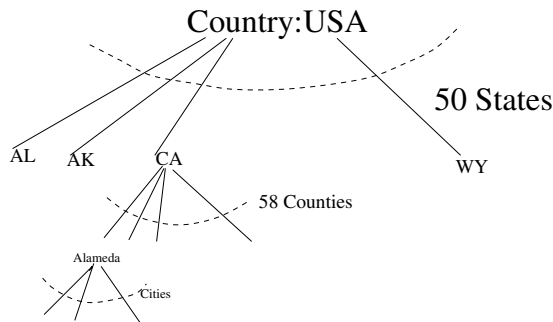 Country:USA
50 States
AL
AK
CA
WY
58 Counties
Alameda
Cities